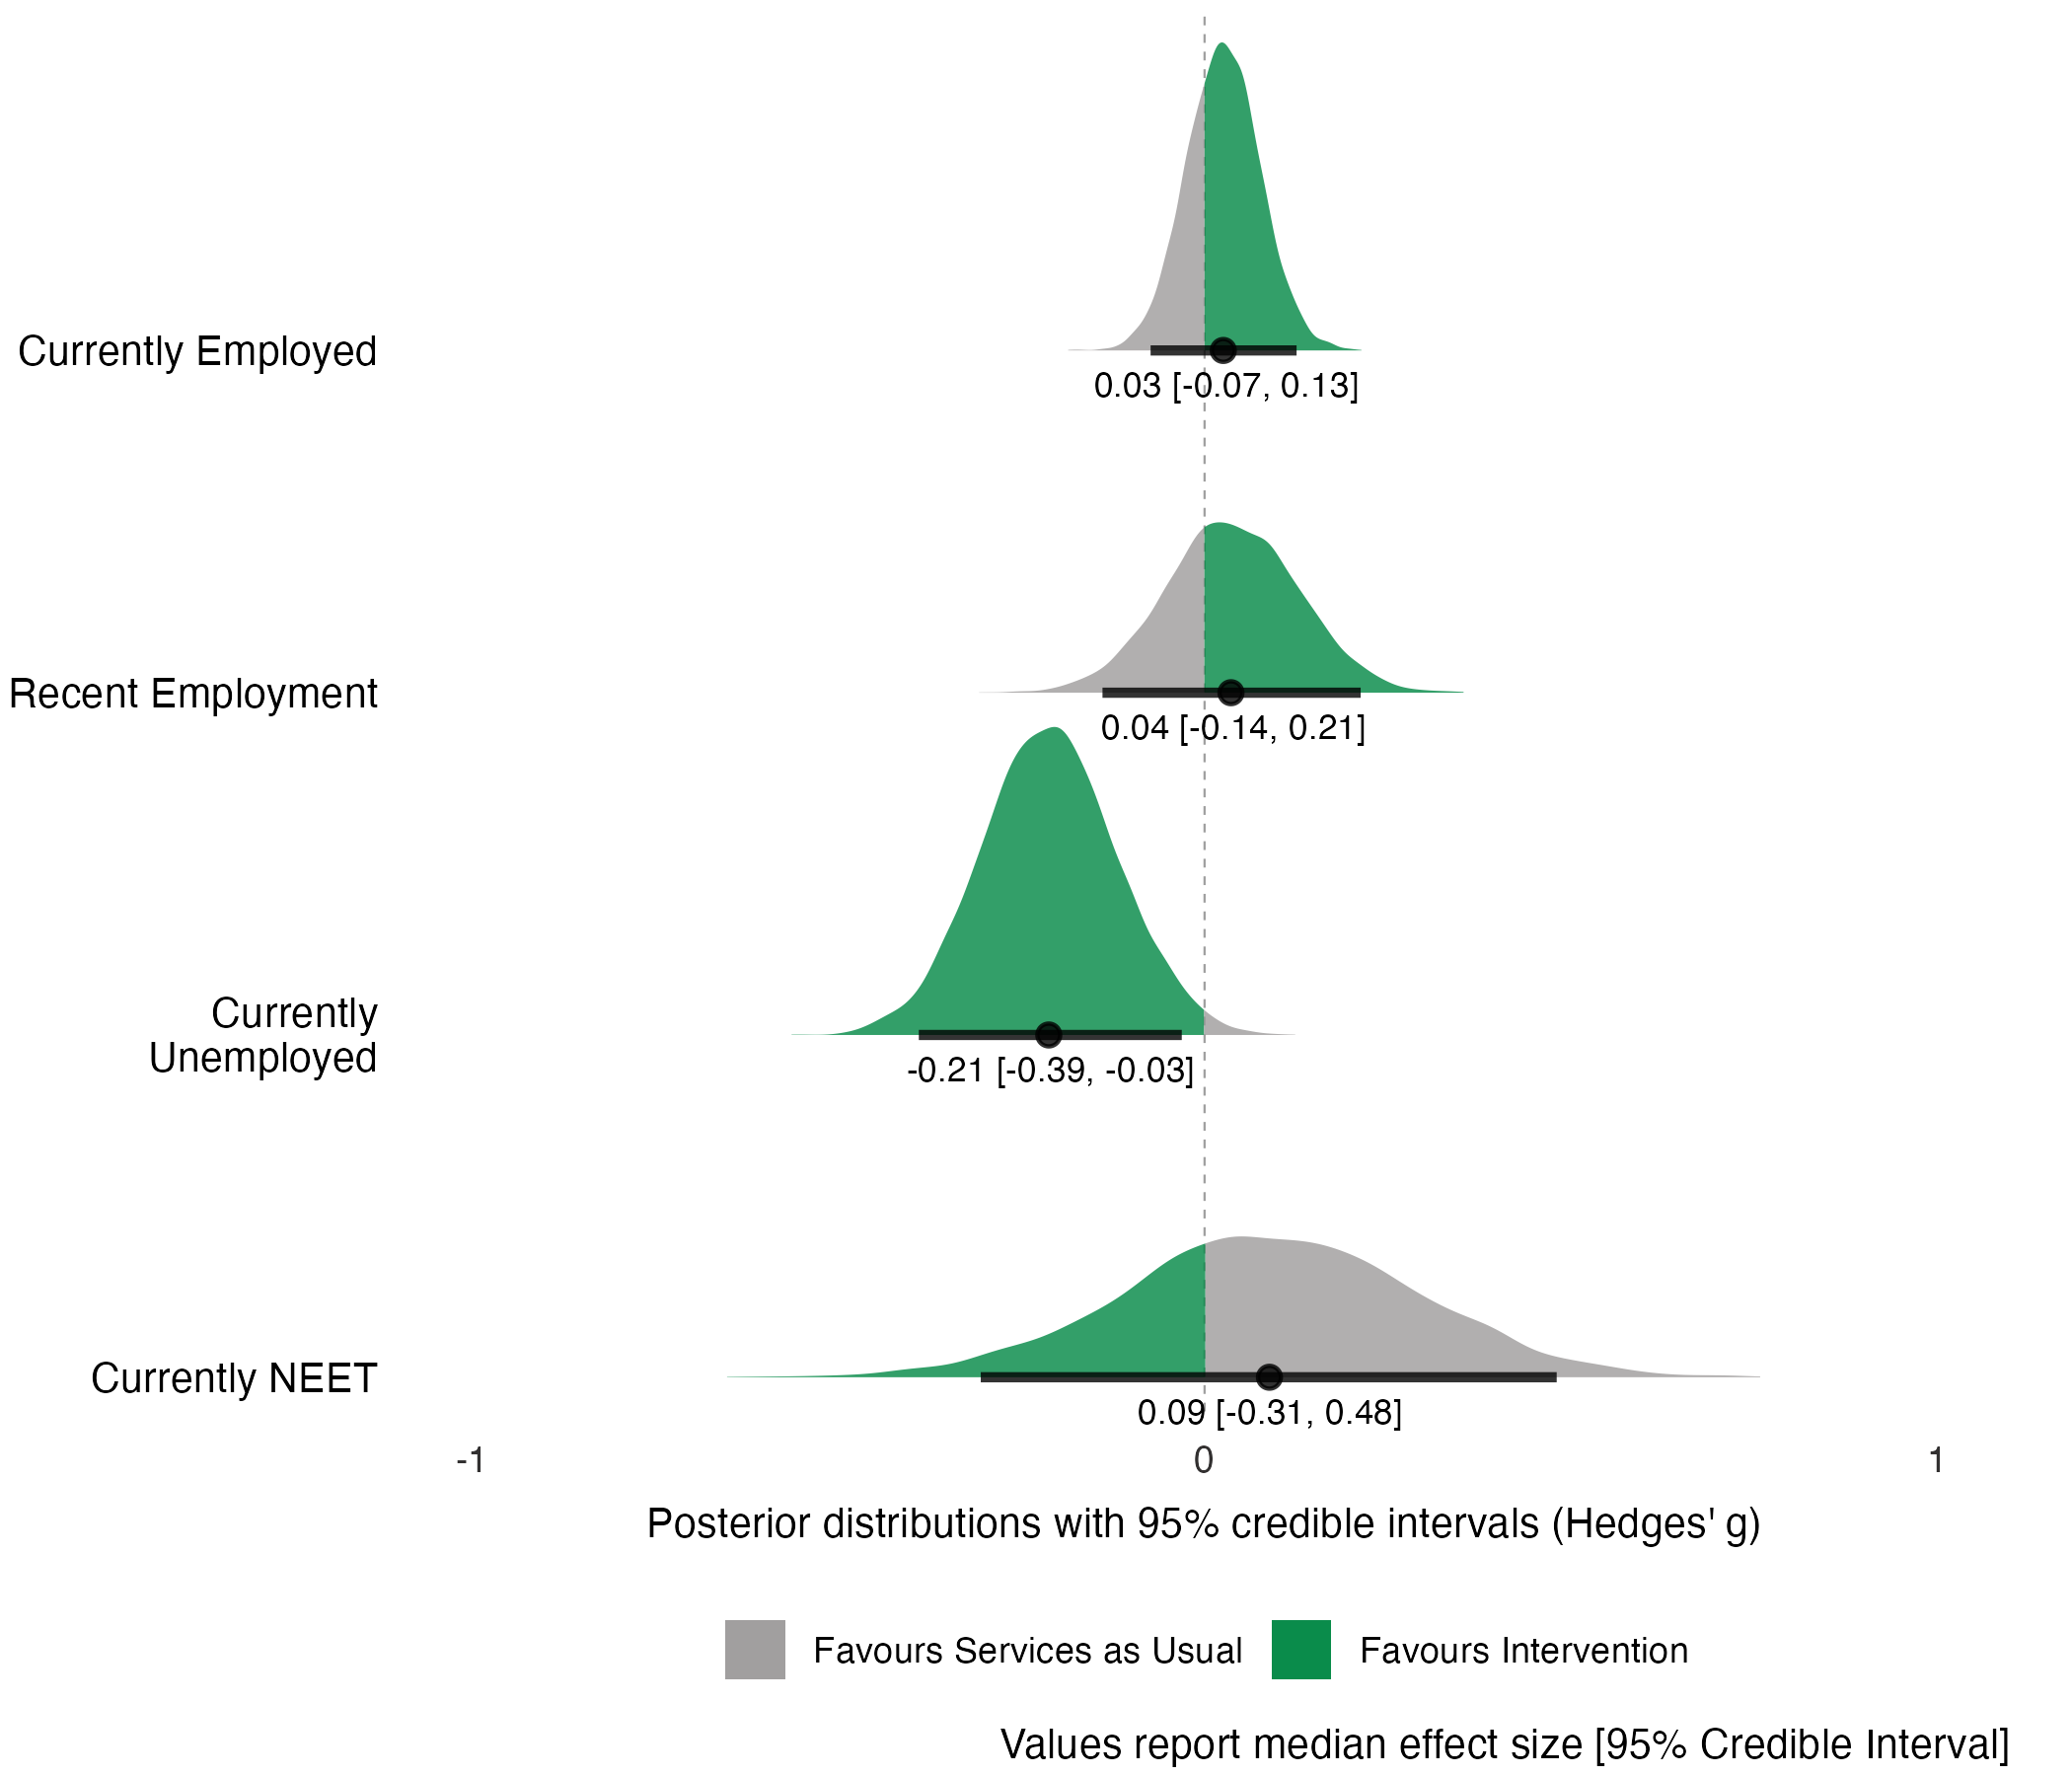 Currently Employed
0.03 [-0.07, 0.13]
Recent Employment
0.04 [-0.14, 0.21]
Currently
Unemployed
-0.21 [-0.39, -0.03]
Currently NEET
0.09 [-0.31, 0.48]
-1 0 1
Posterior distributions with 95% credible intervals (Hedges' g)
Favours Services as Usual Favours Intervention
Values report median effect size [95% Credible Interval]